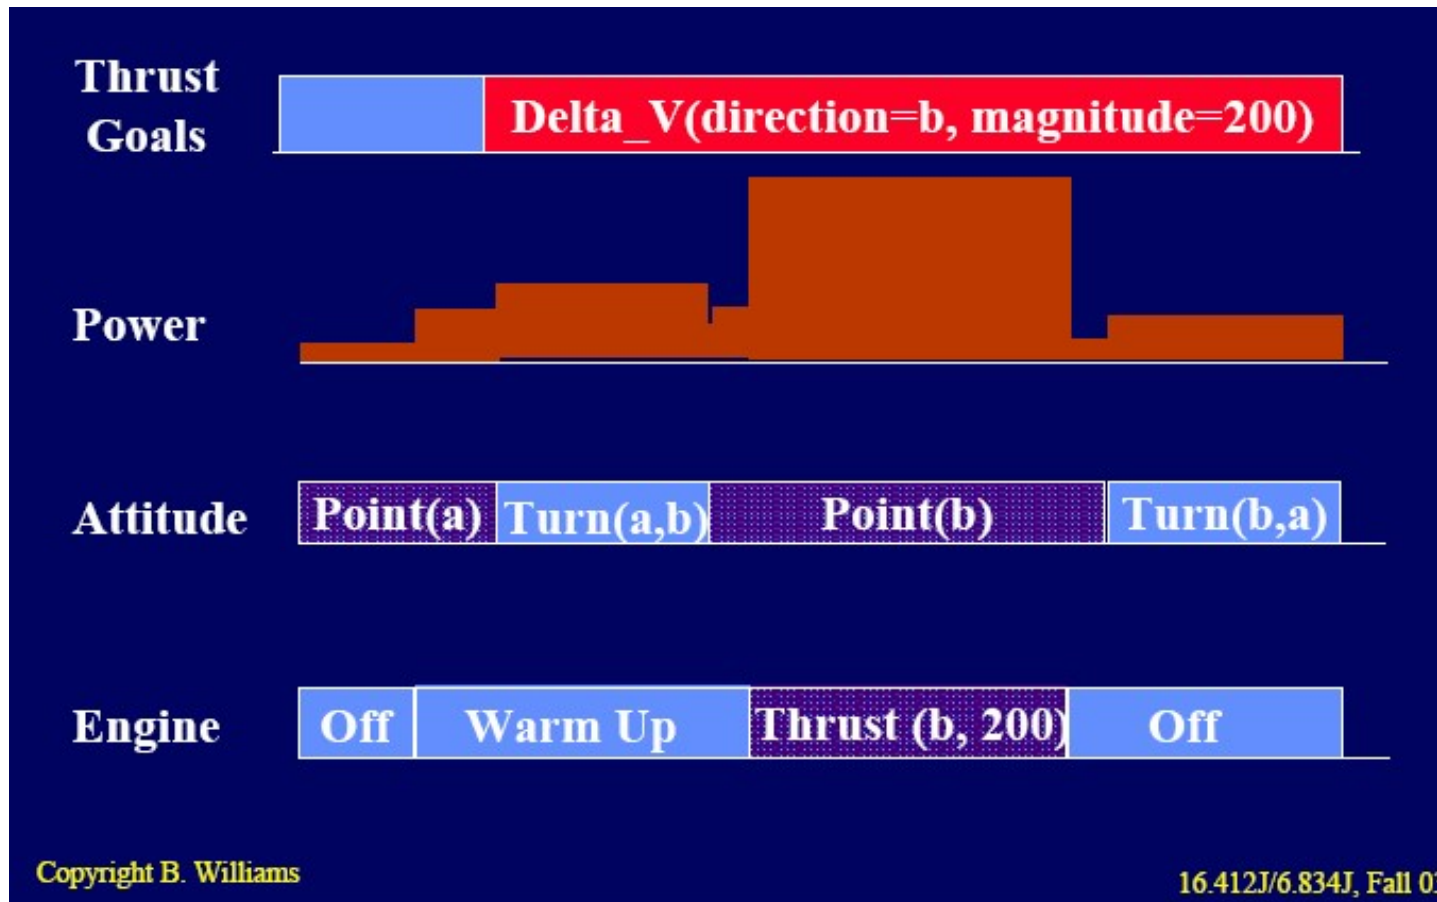 Thrust
Goals
Delta_V(direction=b, magnitude=200)
Power
Attitude
Point(a)
Turn(a,b)
Point(b)
Turn(b,a)
Engine
Off
Warm Up
Thrust (b, 200)
Off
Copyright B. Williams
16.412J/6.834J, Fall